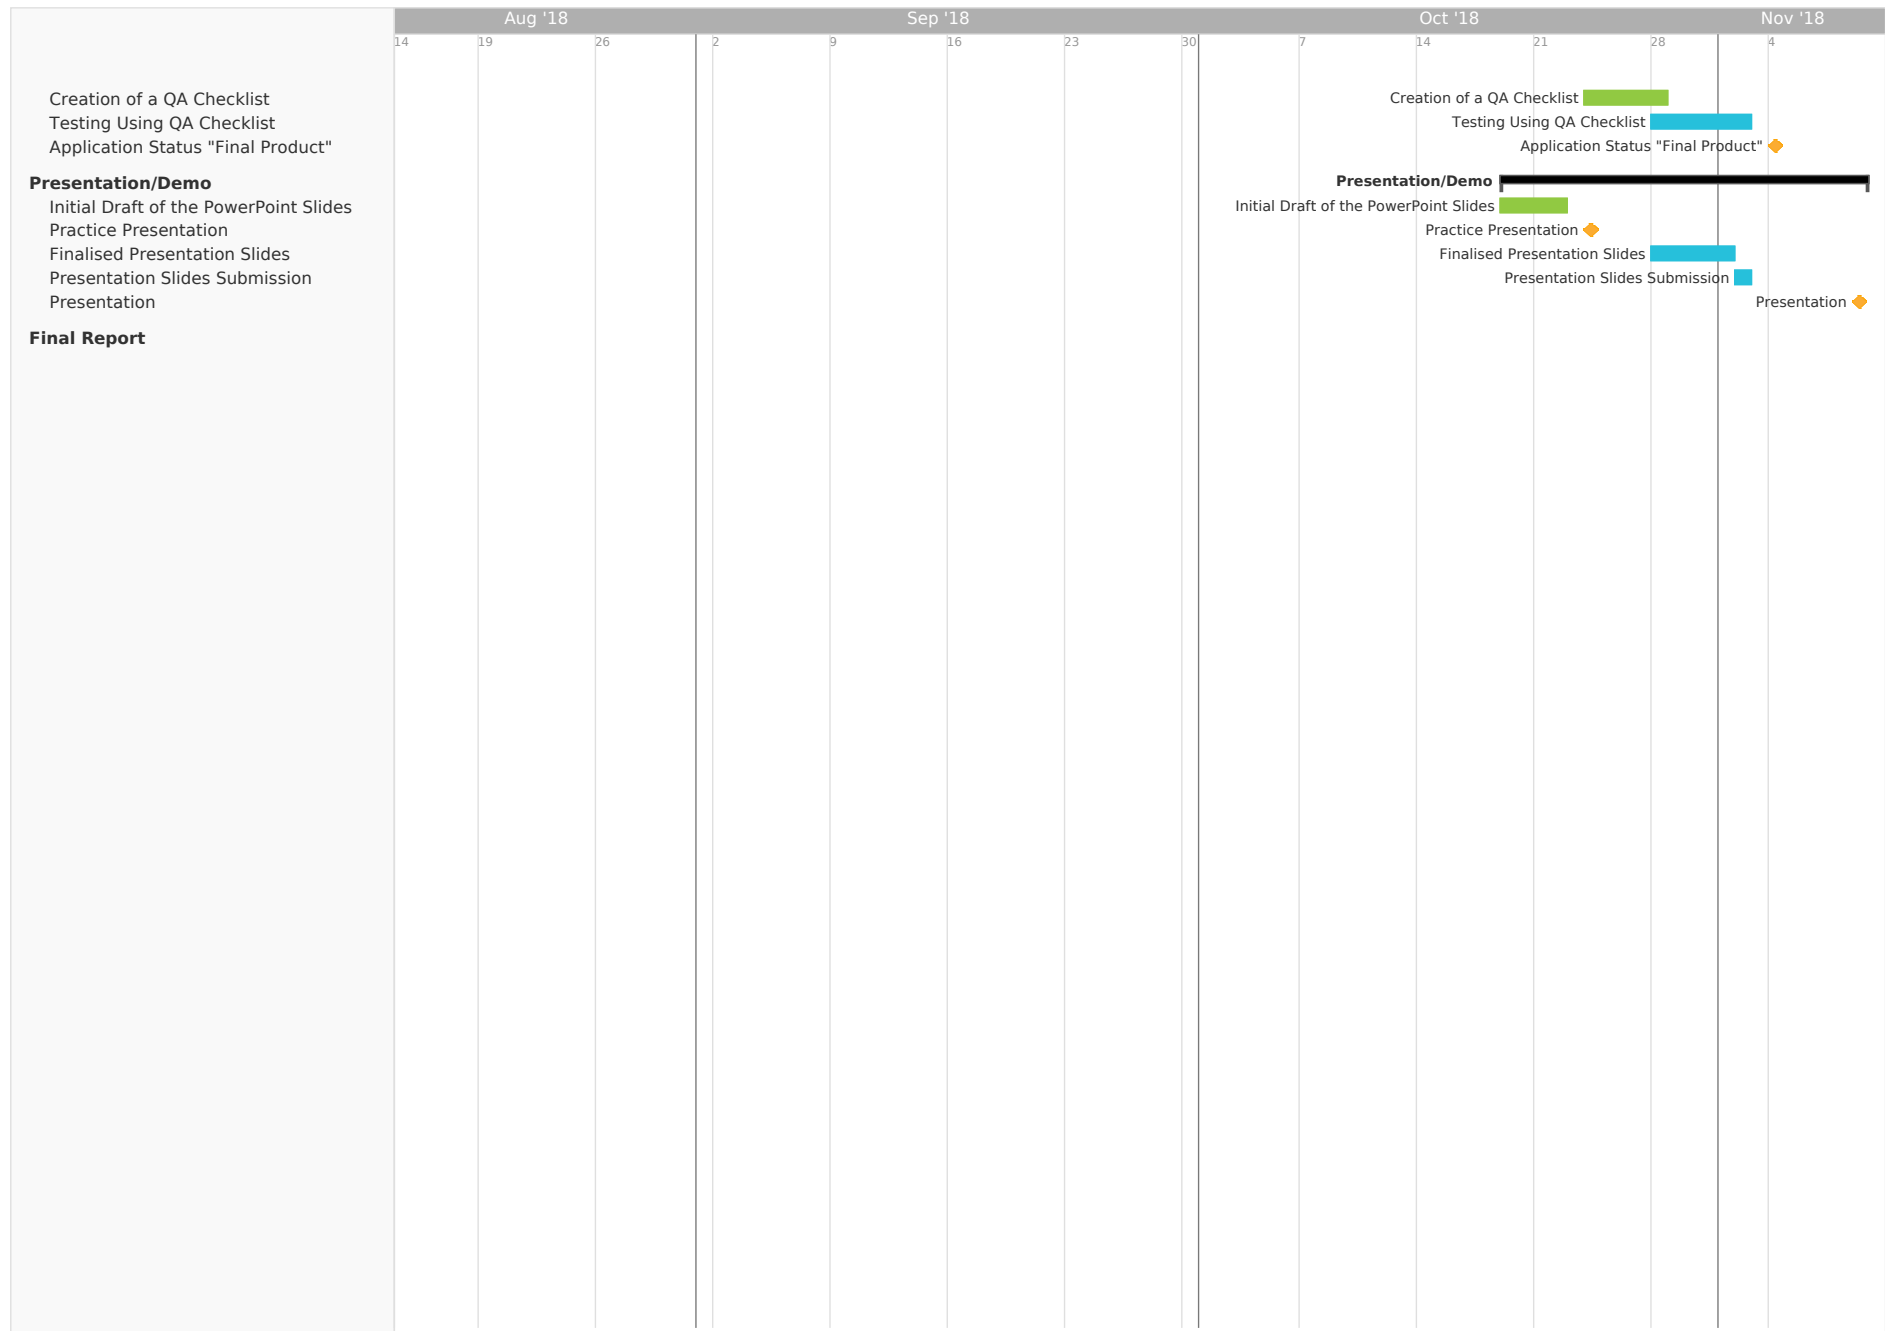 Aug '18 Sep '18 Oct '18 Nov '18
14 19 26 2 9 16 23 30 7 14 21 28 4
Creation of a QA Checklist Creation of a QA Checklist
Testing Using QA Checklist Testing Using QA Checklist
Application Status "Final Product" Application Status "Final Product"
Presentation/Demo Presentation/Demo
Initial Draft of the PowerPoint Slides Initial Draft of the PowerPoint Slides
Practice Presentation Practice Presentation
Finalised Presentation Slides Finalised Presentation Slides
Presentation Slides Submission Presentation Slides Submission
Presentation Presentation
Final Report